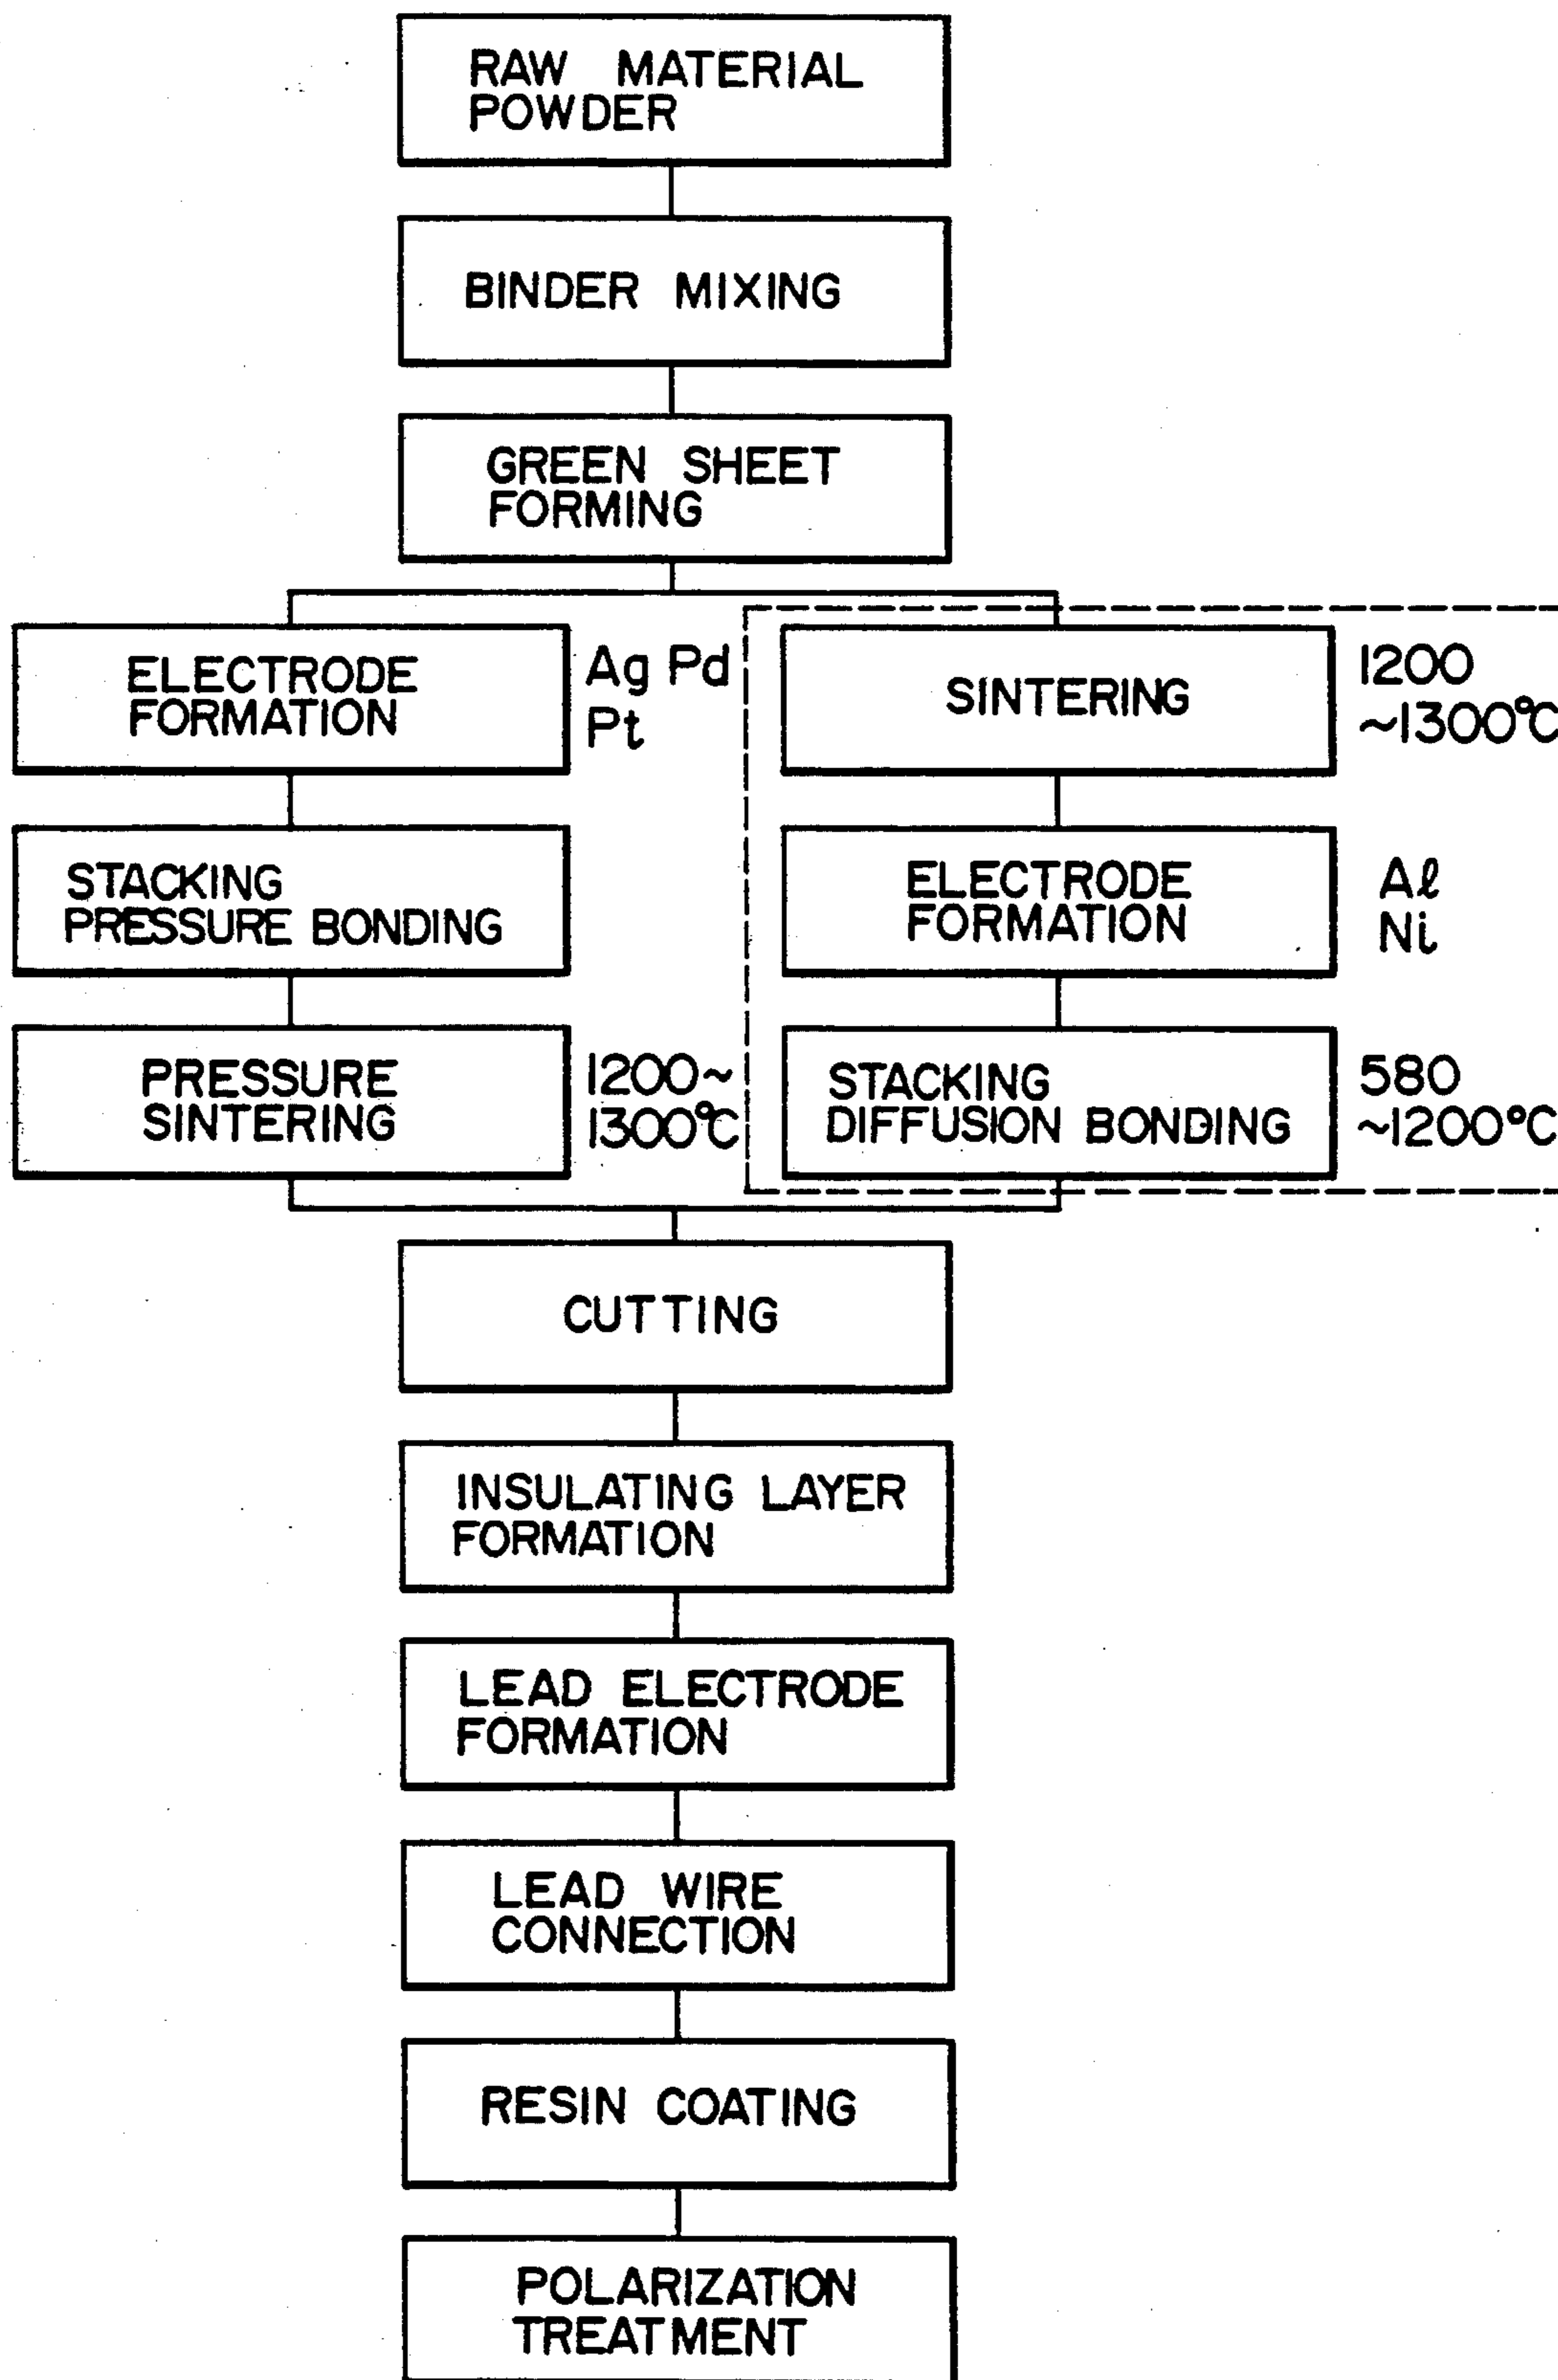 RAW MATERIAL
POWDER
BINDER MIXING
GREEN SHEET
FORMING
ELECTRODE
FORMATION
Ag Pd
Pt
STACKING
PRESSURE BONDING
PRESSURE
SINTERING
1200~
1300°C
SINTERING
1200
~1300°C
ELECTRODE
FORMATION
Al
Ni
STACKING
DIFFUSION BONDING
580
~1200°C
CUTTING
INSULATING LAYER
FORMATION
LEAD ELECTRODE
FORMATION
LEAD WIRE
CONNECTION
RESIN COATING
POLARIZATION
TREATMENT